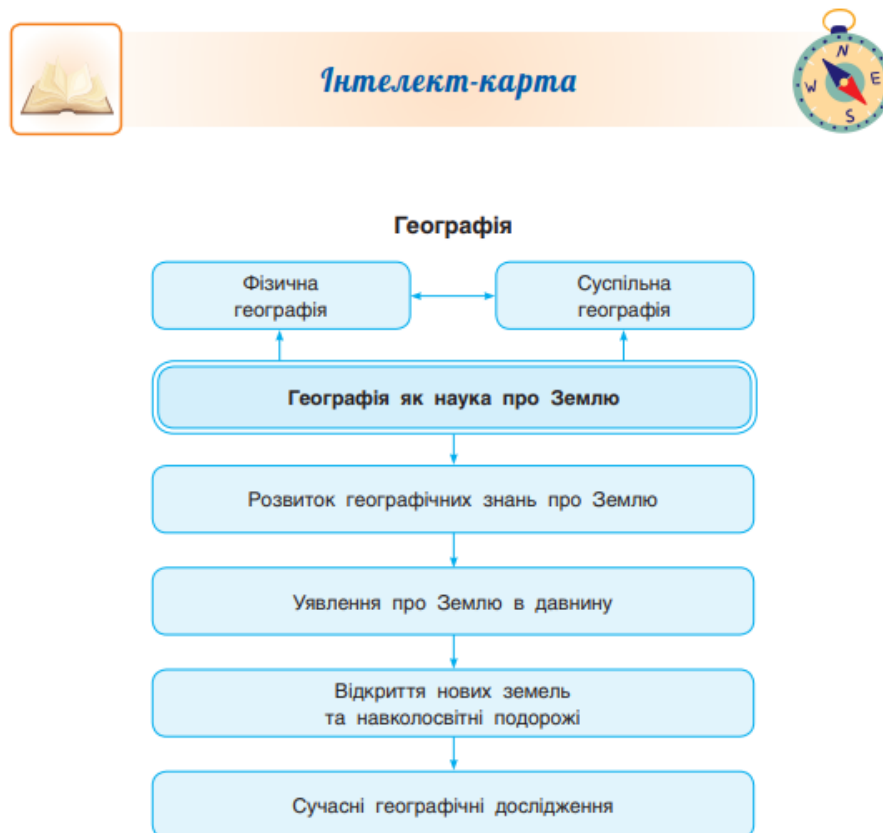 Інтелект-карта
N
W
E
S
Географія
Фізична
географія
Суспільна
географія
Географія як наука про Землю
Розвиток географічних знань про Землю
Уявлення про Землю в давнину
Відкриття нових земель
та навколосвітні подорожі
Сучасні географічні дослідження